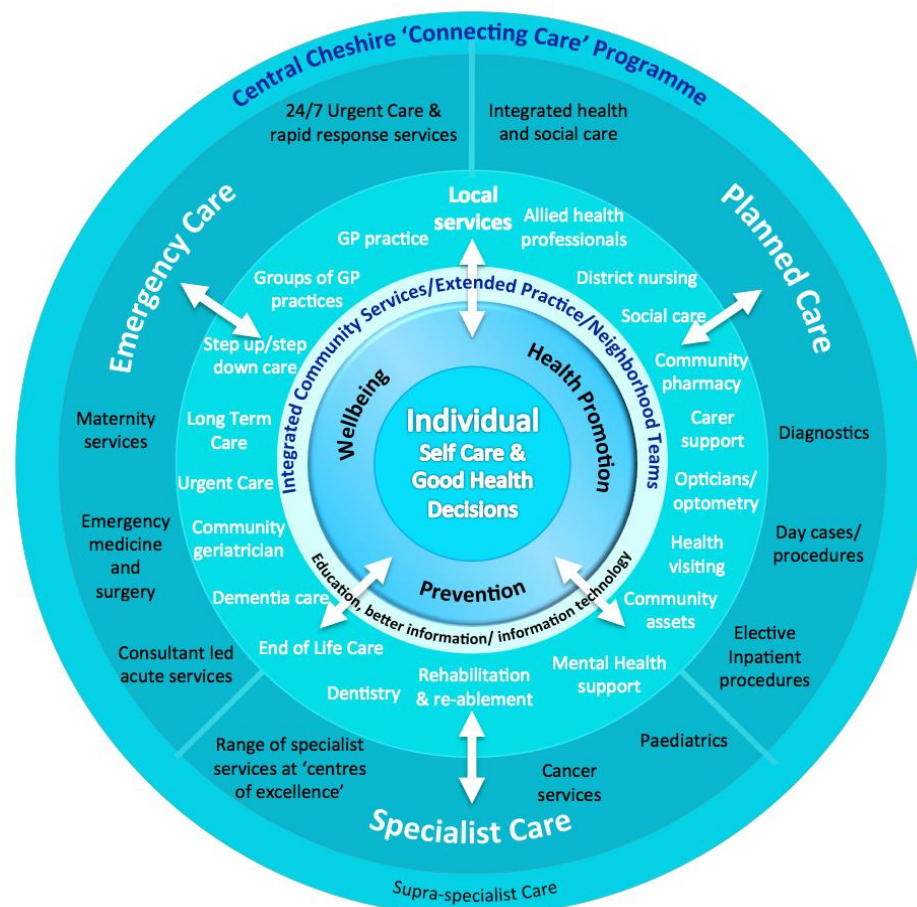 Central Cheshire ‘Connecting Care’ Programme
24/7 Urgent Care &
rapid response services
Integrated health
and social care
Emergency Care
Planned Care
Local
services
GP practice
Allied health
professionals
Groups of GP
practices
District nursing
Step up/step
down care
Social care
Community
pharmacy
Integrated Community Services/Extended Practice/Neighborhood Teams
Wellbeing
Health Promotion
Individual
Self Care &
Good Health
Decisions
Prevention
Education, better information/ information technology
Maternity
services
Long Term
Care
Carer
support
Diagnostics
Urgent Care
Opticians/
optometry
Emergency
medicine
and
surgery
Community
geriatrician
Health
visiting
Day cases/
procedures
Dementia care
Community
assets
Consultant led
acute services
End of Life Care
Mental Health
support
Elective
Inpatient
procedures
Dentistry
Rehabilitation
& re-ablement
Range of specialist
services at ‘centres
of excellence’
Cancer
services
Paediatrics
Specialist Care
Supra-specialist Care